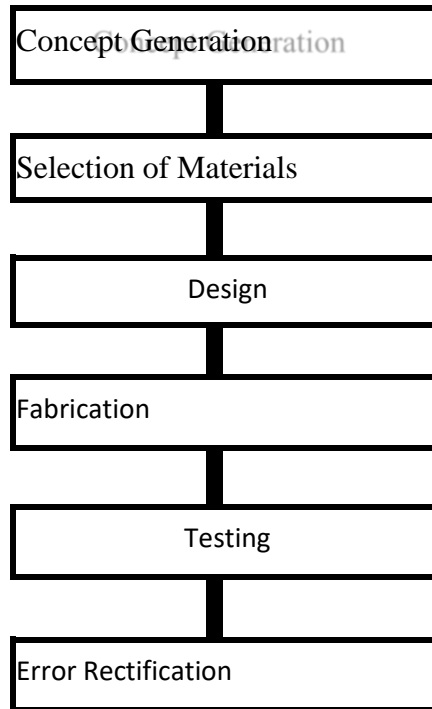 Concept Generation
Selection of Materials
Design
Fabrication
Testing
Error Rectification